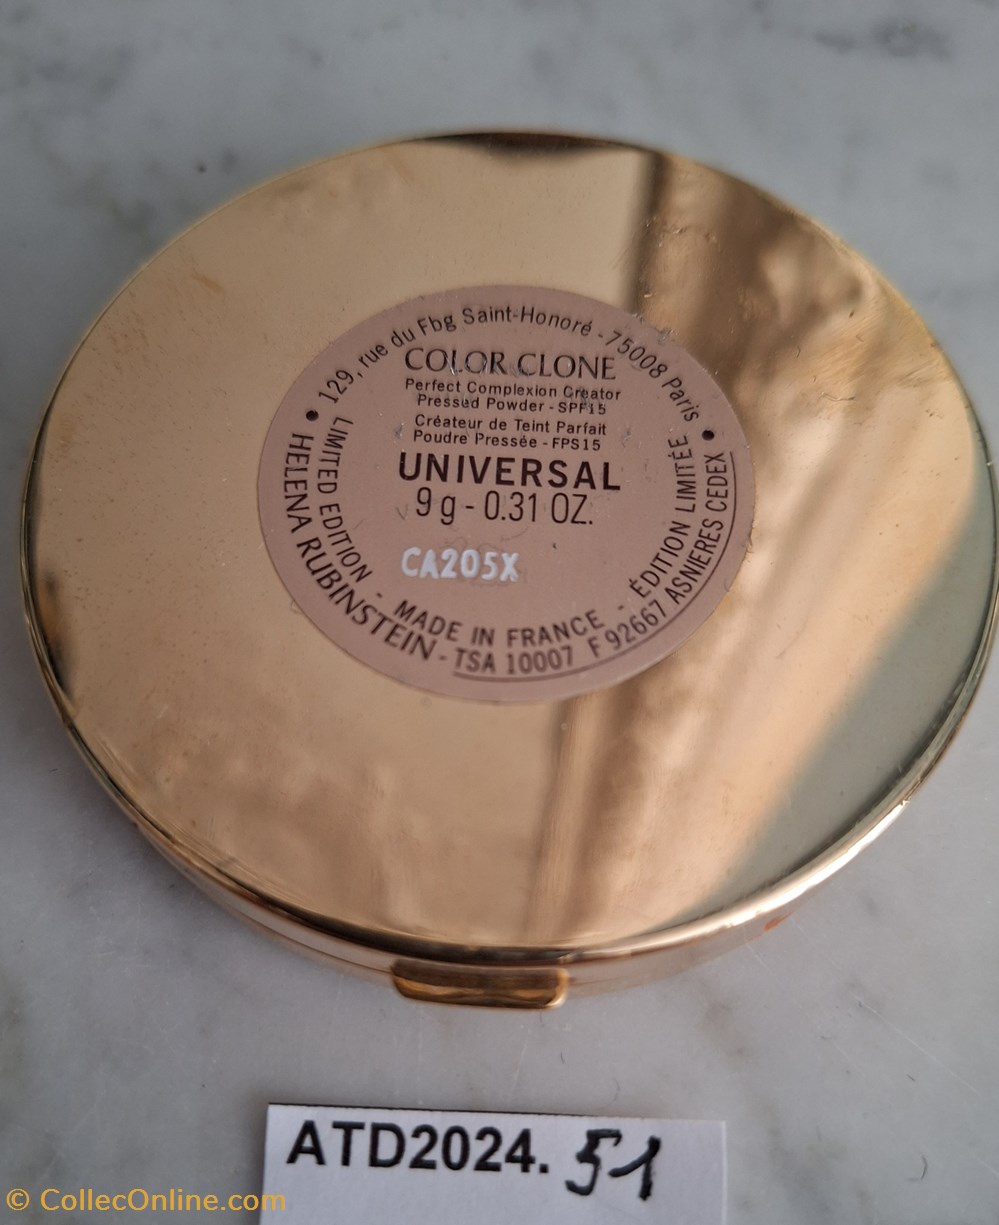 • 129, rue du Fbg Saint-Honoré - 75008 Paris •
COLOR CLONE
Perfect Complexion Creator
Pressed Powder - SPF15
Créateur de Teint Parfait
Poudre Pressée - FPS15
UNIVERSAL
9 g - 0.31 OZ.
CA205X
LIMITED EDITION - MADE IN FRANCE - ÉDITION LIMITÉE
HELENA RUBINSTEIN - TSA 10007 F 92667 ASNIERES CEDEX
ATD2024.51
© CollecOnline.com